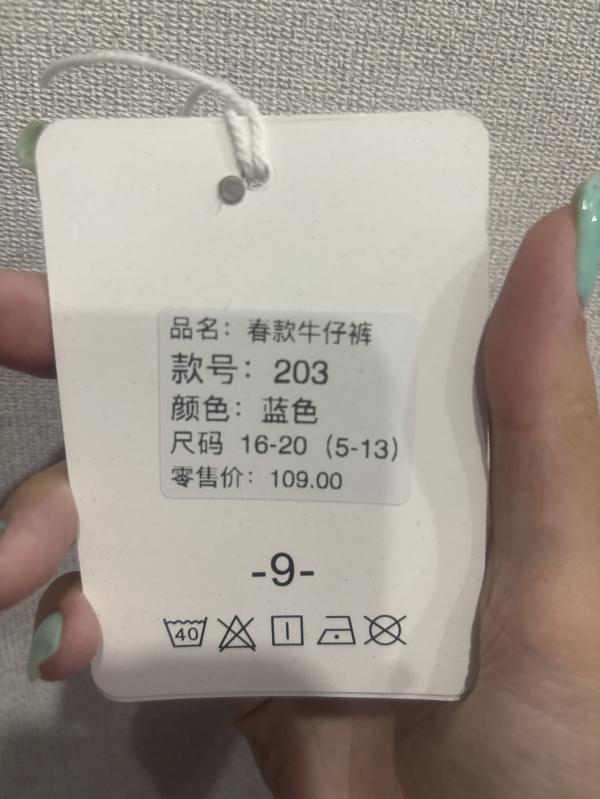 品名：春款牛仔裤
款号：203
颜色：蓝色
尺码 16-20（5-13）
零售价：109.00
-9-
40